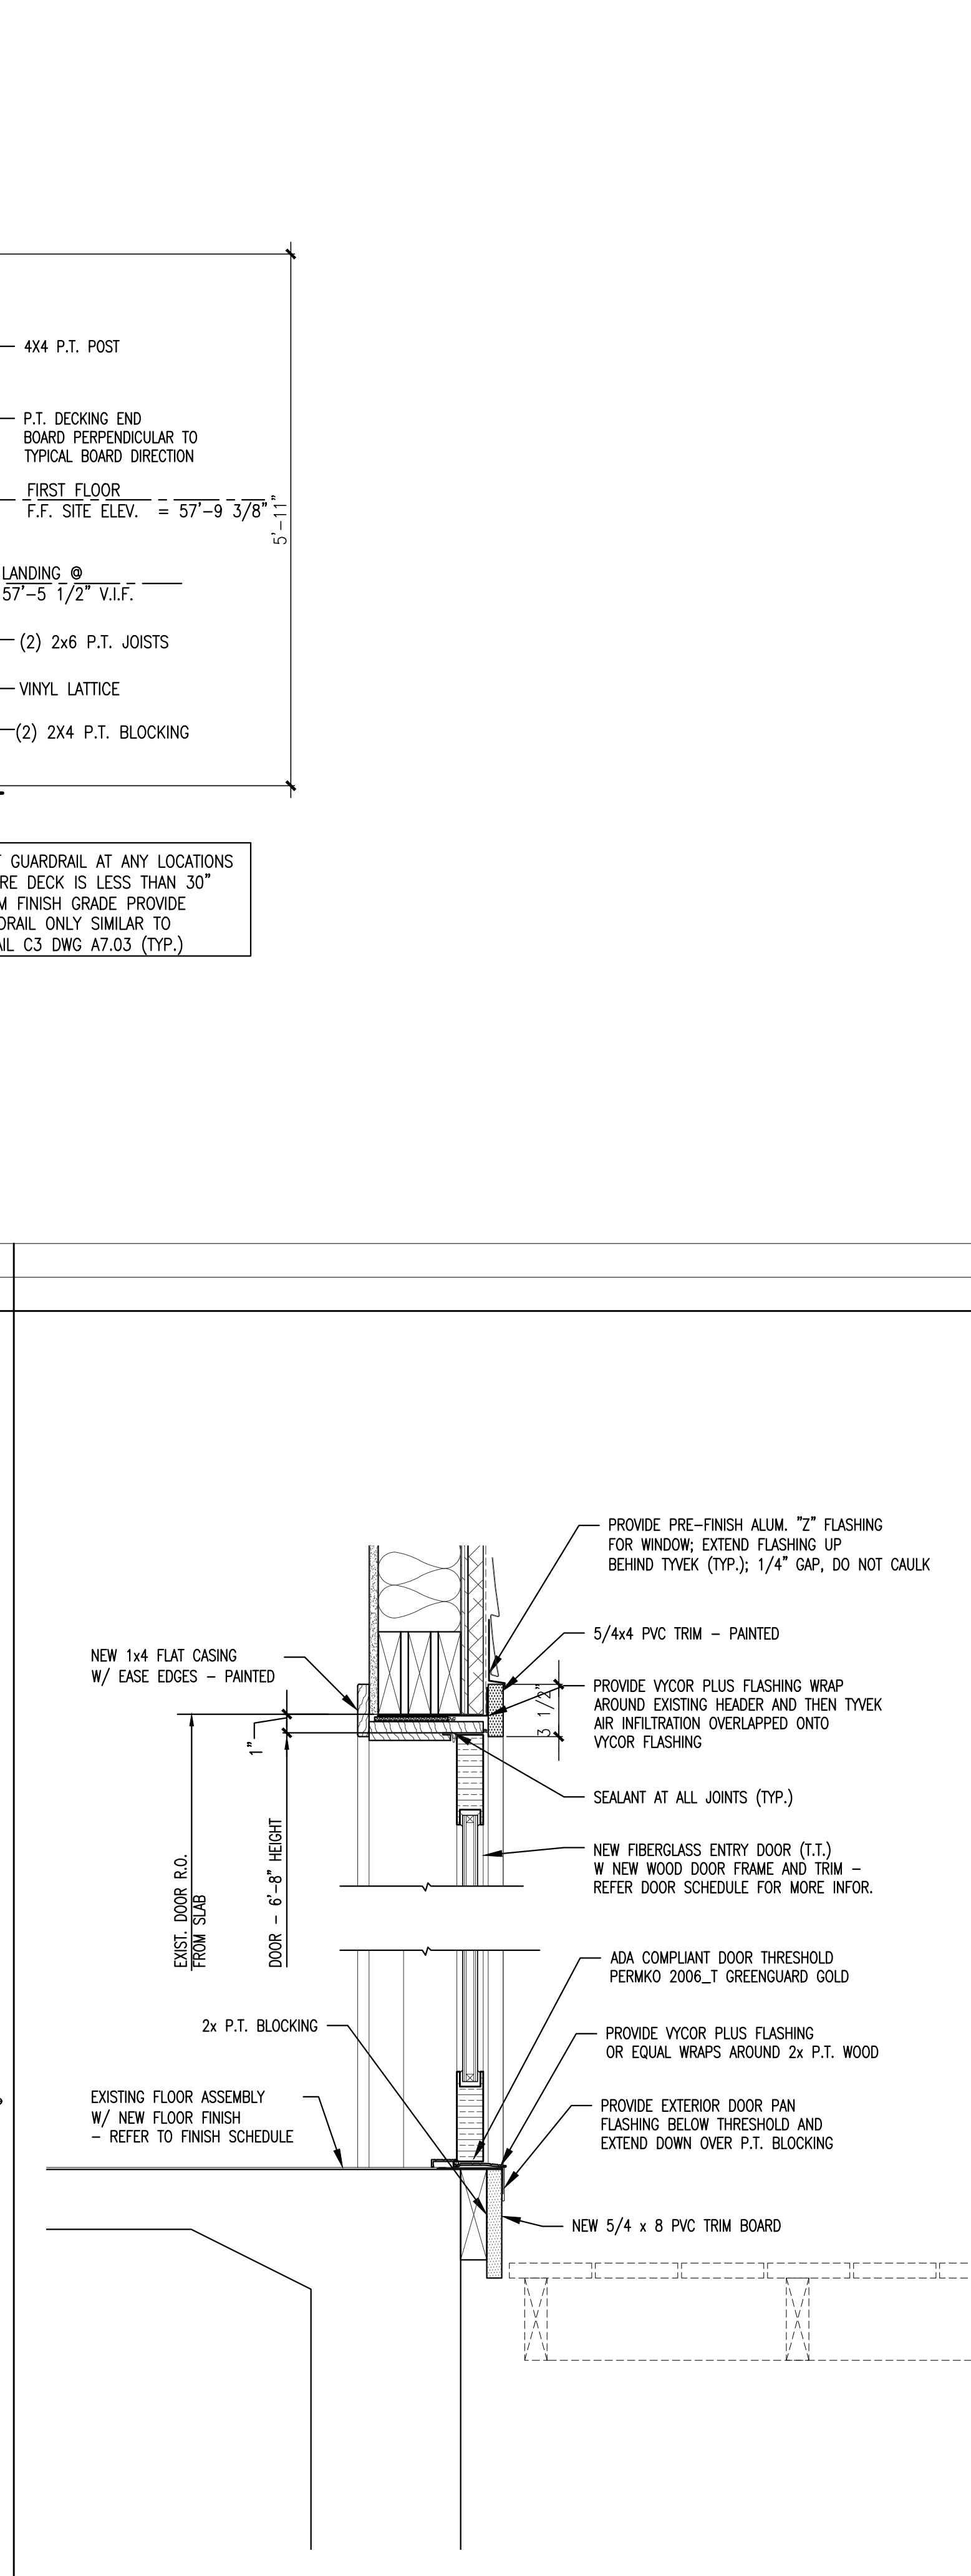 4X4 P.T. POST
P.T. DECKING END
BOARD PERPENDICULAR TO
TYPICAL BOARD DIRECTION
FIRST FLOOR
F.F. SITE ELEV. = 57'-9 3/8"
5'-11"
LANDING @
57'-5 1/2" V.I.F.
(2) 2x6 P.T. JOISTS
VINYL LATTICE
(2) 2X4 P.T. BLOCKING
GUARDRAIL AT ANY LOCATIONS
RE DECK IS LESS THAN 30"
M FINISH GRADE PROVIDE
DRAIL ONLY SIMILAR TO
AIL C3 DWG A7.03 (TYP.)
PROVIDE PRE-FINISH ALUM. "Z" FLASHING
FOR WINDOW; EXTEND FLASHING UP
BEHIND TYVEK (TYP.); 1/4" GAP, DO NOT CAULK
5/4x4 PVC TRIM - PAINTED
NEW 1x4 FLAT CASING
W/ EASE EDGES - PAINTED
PROVIDE VYCOR PLUS FLASHING WRAP
AROUND EXISTING HEADER AND THEN TYVEK
AIR INFILTRATION OVERLAPPED ONTO
VYCOR FLASHING
3 1/2"
1"
SEALANT AT ALL JOINTS (TYP.)
NEW FIBERGLASS ENTRY DOOR (T.T.)
W NEW WOOD DOOR FRAME AND TRIM -
REFER DOOR SCHEDULE FOR MORE INFOR.
EXIST. DOOR R.O.
FROM SLAB
DOOR - 6'-8" HEIGHT
ADA COMPLIANT DOOR THRESHOLD
PERMKO 2006_T GREENGUARD GOLD
2x P.T. BLOCKING
PROVIDE VYCOR PLUS FLASHING
OR EQUAL WRAPS AROUND 2x P.T. WOOD
EXISTING FLOOR ASSEMBLY
W/ NEW FLOOR FINISH
- REFER TO FINISH SCHEDULE
PROVIDE EXTERIOR DOOR PAN
FLASHING BELOW THRESHOLD AND
EXTEND DOWN OVER P.T. BLOCKING
NEW 5/4 x 8 PVC TRIM BOARD